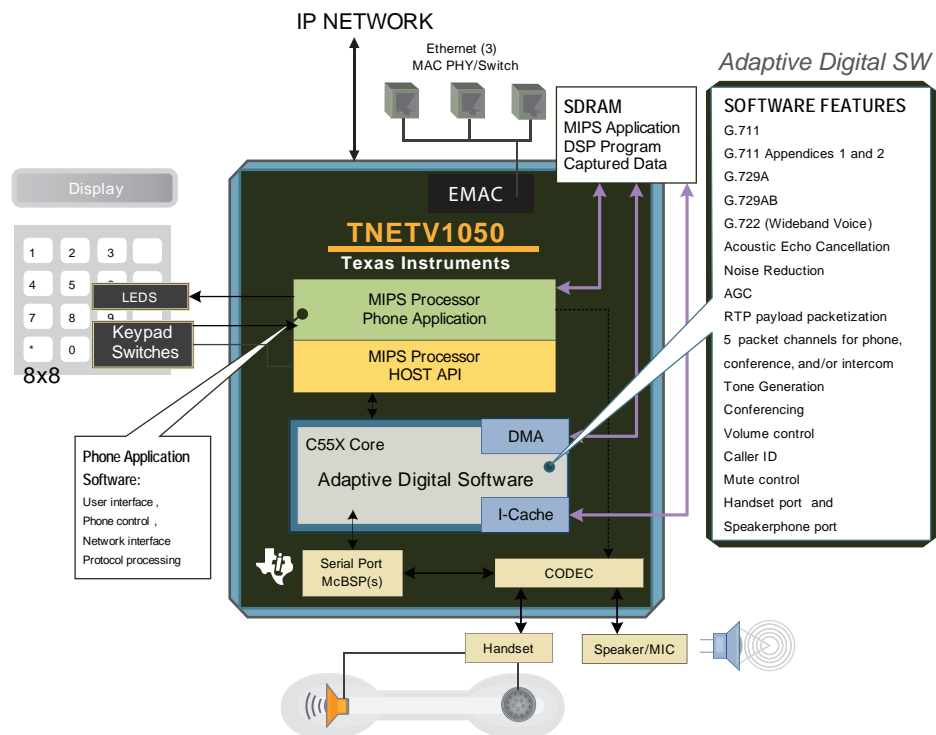 IP NETWORK
Ethernet (3)
MAC PHY/Switch
Adaptive Digital SW
SDRAM
MIPS Application
DSP Program
Captured Data
SOFTWARE FEATURES
G.711
G.711 Appendices 1 and 2
G.729A
G.729AB
G.722 (Wideband Voice)
Acoustic Echo Cancellation
Noise Reduction
AGC
RTP payload packetization
5 packet channels for phone,
conference, and/or intercom
Tone Generation
Conferencing
Volume control
Caller ID
Mute control
Handset port and
Speakerphone port
Display
EMAC
TNETV1050
Texas Instruments
1 2 3
4 5
7 8 9
* 0
8x8
LEDS
Keypad
Switches
MIPS Processor
Phone Application
MIPS Processor
HOST API
C55X Core
DMA
Adaptive Digital Software
I-Cache
Phone Application
Software:
User interface ,
Phone control ,
Network interface
Protocol processing
ti
Serial Port
McBSP(s)
CODEC
Handset
Speaker/MIC